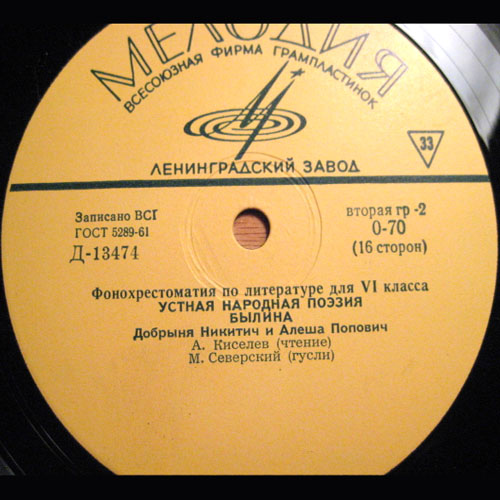 МЕЛОДИЯ
ВСЕСОЮЗНАЯ ФИРМА ГРАМПЛАСТИНОК
33
ЛЕНИНГРАДСКИЙ ЗАВОД
Записано ВСГ
ГОСТ 5289-61
Д-13474
вторая гр -2
0-70
(16 сторон)
Фонохрестоматия по литературе для VI класса
УСТНАЯ НАРОДНАЯ ПОЭЗИЯ
БЫЛИНА
Добрыня Никитич и Алеша Попович
А. Киселев (чтение)
М. Северский (гусли)